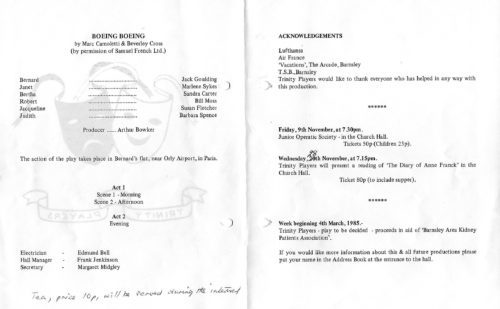 BOEING BOEING
by Marc Camoletti & Beverley Cross
(by permission of Samuel French Ltd.)
Bernard ............... Jack Goulding
Janet ............... Marlene Sykes
Bertha ............... Sandra Carter
Robert ............... Bill Moss
Jacqueline ............... Susan Fletcher
Judith ............... Barbara Spence
Producer ..... Arthur Bowker
The action of the play takes place in Bernard's flat, near Orly Airport, in Paris.
Act 1
Scene 1 - Morning
Scene 2 - Afternoon
Act 2
Evening
TRINITY PLAYERS
Electrician - Edmund Bell
Hall Manager - Frank Jenkinson
Secretary - Margaret Midgley
Tea, price 10p, will be served during the interval
ACKNOWLEDGEMENTS
Lufthansa
Air France
'Vacations', The Arcade, Barnsley
T.S.B., Barnsley
Trinity Players would like to thank everyone who has helped in any way with
this production.
******
Friday, 9th November, at 7.30pm.
Junior Operatic Society - in the Church Hall.
Tickets 50p (Children 25p).
Wednesday, November, at 7.15pm.
Trinity Players will present a reading of 'The Diary of Anne Franck' in the
Church Hall.
Ticket 80p (to include supper).
******
Week beginning 4th March, 1985.-
Trinity Players - play to be decided - proceeds in aid of 'Barnsley Area Kidney
Patients Association'.
If you would like more information about this & all future productions please
put your name in the Address Book at the entrance to the hall.